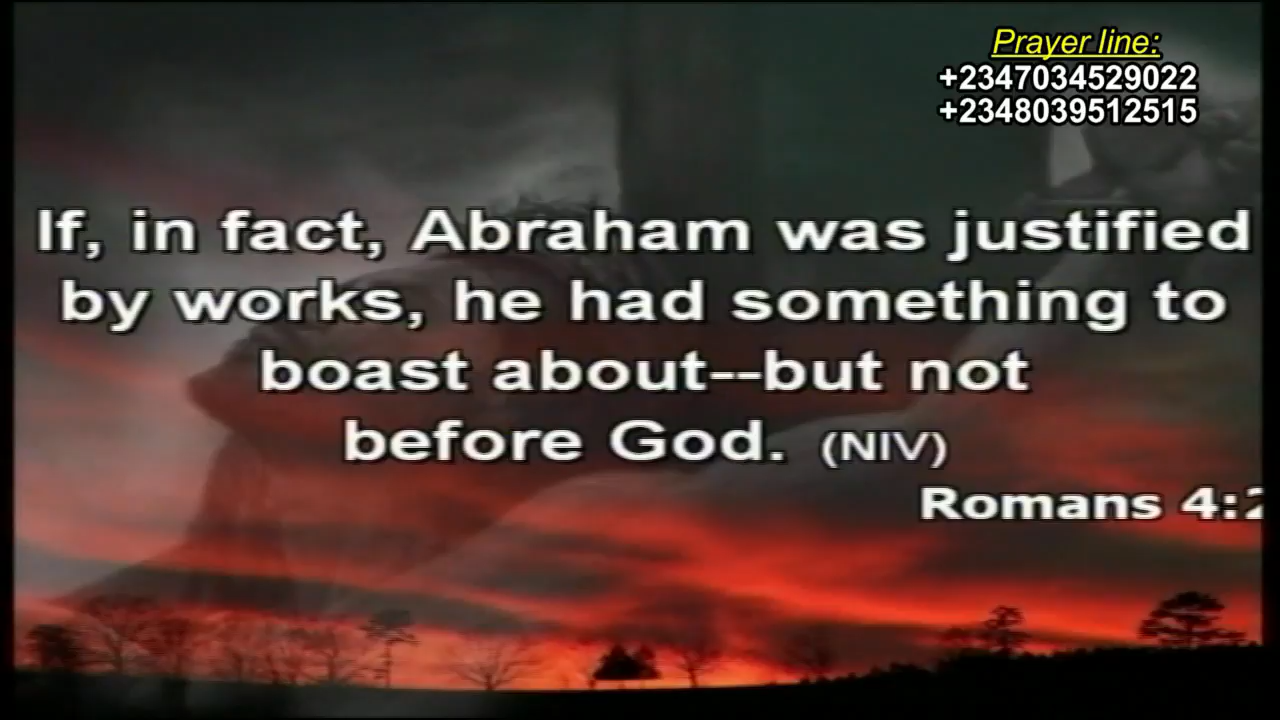 Prayer line:
+2347034529022
+2348039512515
If, in fact, Abraham was justified
by works, he had something to
boast about--but not
before God. (NIV)
Romans 4:2